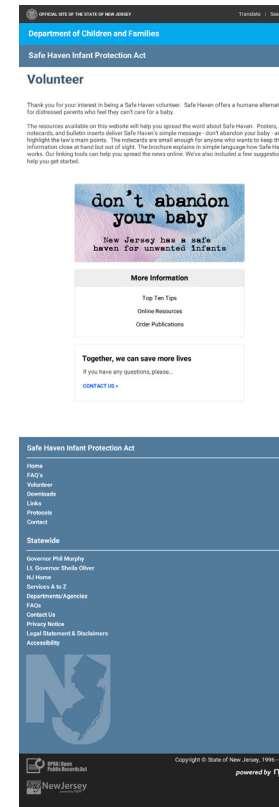 OFFICIAL SITE OF THE STATE OF NEW JERSEY
Translate |
Department of Children and Families
Safe Haven Infant Protection Act
Volunteer
Thank you for your interest in being a Safe Haven volunteer. Safe Haven offers a humane
for distressed parents who feel they can't care for a baby.
The resources available on this website will help you spread the word about Safe Haven. Posters,
notecards, and bulletin inserts deliver Safe Haven's simple message - don't abandon your baby -
highlight the law's main points. The notecards are small enough for anyone who wants to keep
information close at hand but out of sight. The brochure explains in simple language how Safe
works. Our linking tools can help you spread the news online. We've also included a few
help you get started.
don't abandon
your baby
New Jersey has a safe
haven for unwanted infants
More Information
Top Ten Tips
Online Resources
Order Publications
Together, we can save more lives
If you have any questions, please...
CONTACT US »
Safe Haven Infant Protection Act
Home
FAQ's
Volunteer
Downloads
Links
Protocols
Contact
Statewide
Governor Phil Murphy
Lt. Governor Sheila Oliver
NJ Home
Services A to Z
Departments/Agencies
FAQs
Contact Us
Privacy Notice
Legal Statement & Disclaimers
Accessibility
OPRA/Open
Public Records Act
Copyright © State of New Jersey, 1996 -
powered by
NewJersey